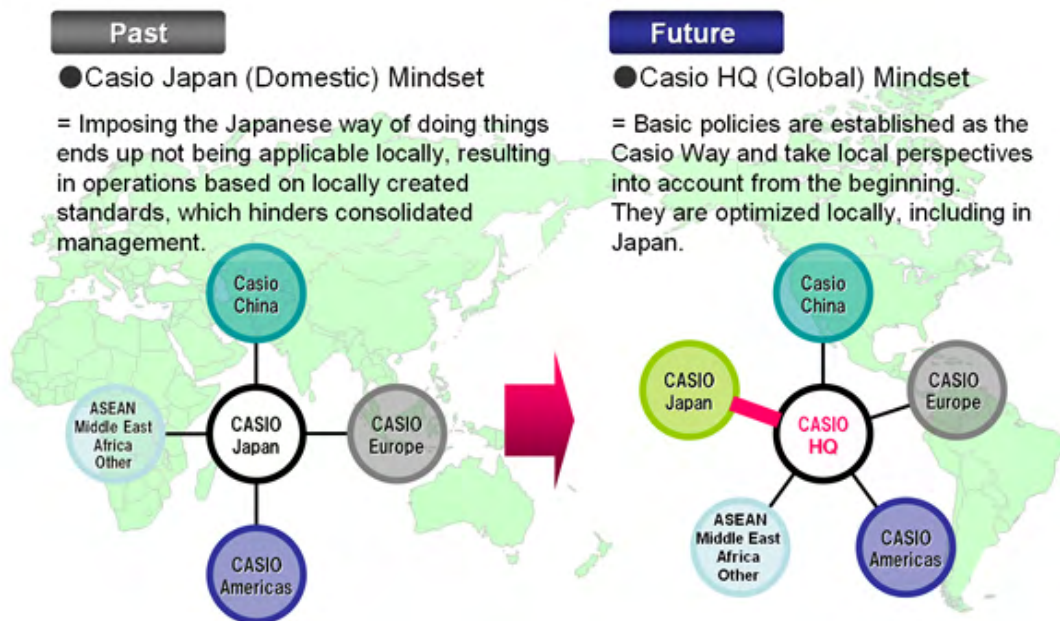 Past
●Casio Japan (Domestic) Mindset
= Imposing the Japanese way of doing things
ends up not being applicable locally, resulting
in operations based on locally created
standards, which hinders consolidated
management.
Casio
China
ASEAN
Middle East
Africa
Other
CASIO
Japan
CASIO
Europe
CASIO
Americas
Future
●Casio HQ (Global) Mindset
= Basic policies are established as the
Casio Way and take local perspectives
into account from the beginning.
They are optimized locally, including in
Japan.
Casio
China
CASIO
Japan
CASIO
Europe
CASIO
HQ
ASEAN
Middle East
Africa
Other
CASIO
Americas